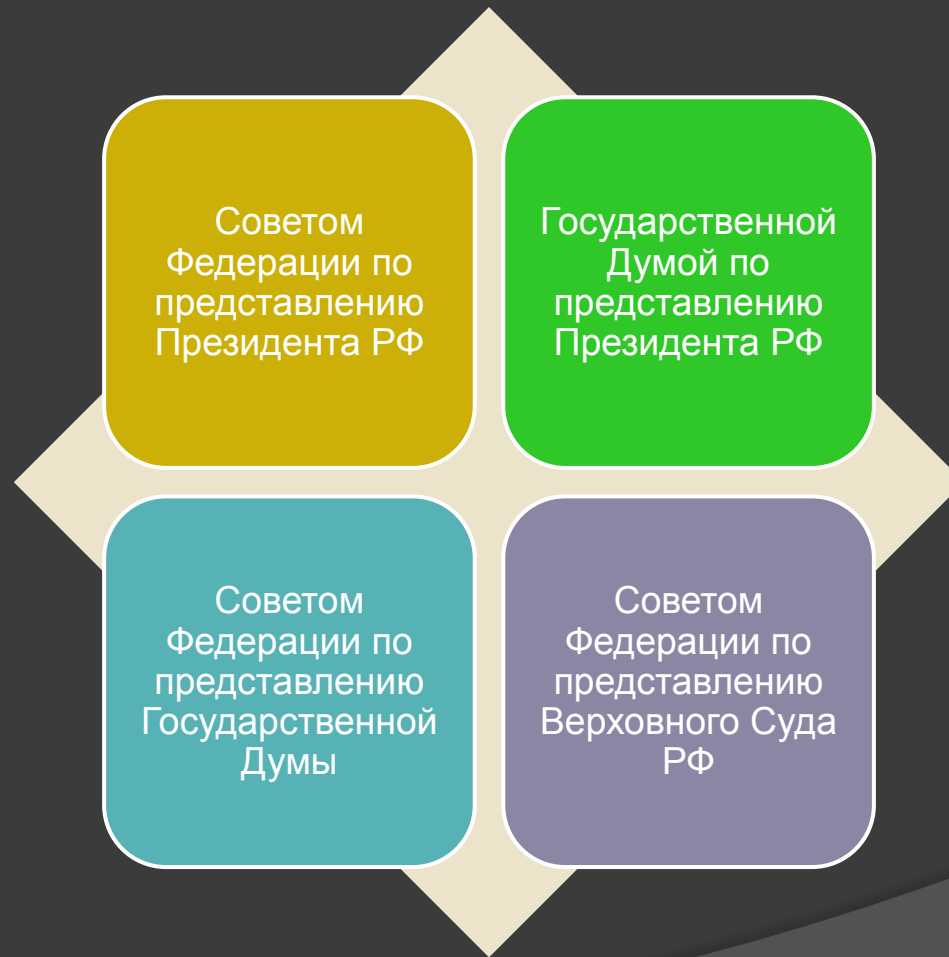 Советом
Федерации по
представлению
Президента РФ
Государственной
Думой по
представлению
Президента РФ
Советом
Федерации по
представлению
Государственной
Думы
Советом
Федерации по
представлению
Верховного Суда
РФ